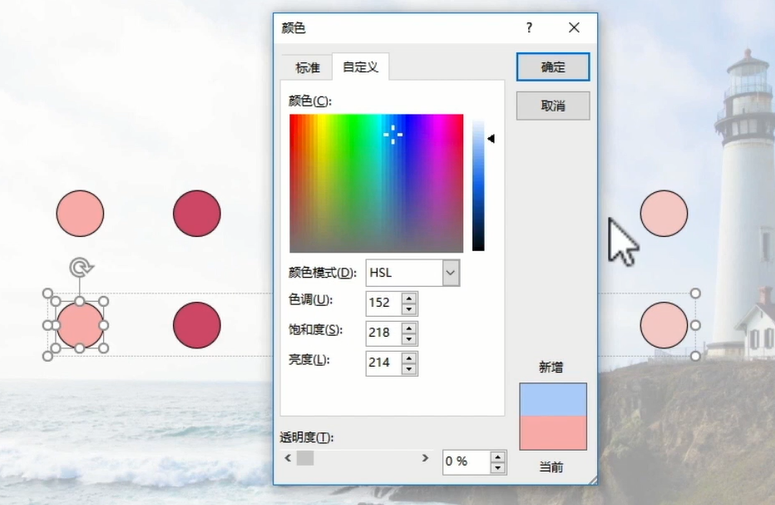 颜色
?
标准
自定义
确定
取消
颜色(C):
颜色模式(D): HSL
色调(U): 152
饱和度(S): 218
亮度(L): 214
新增
透明度(T):
0 %
当前